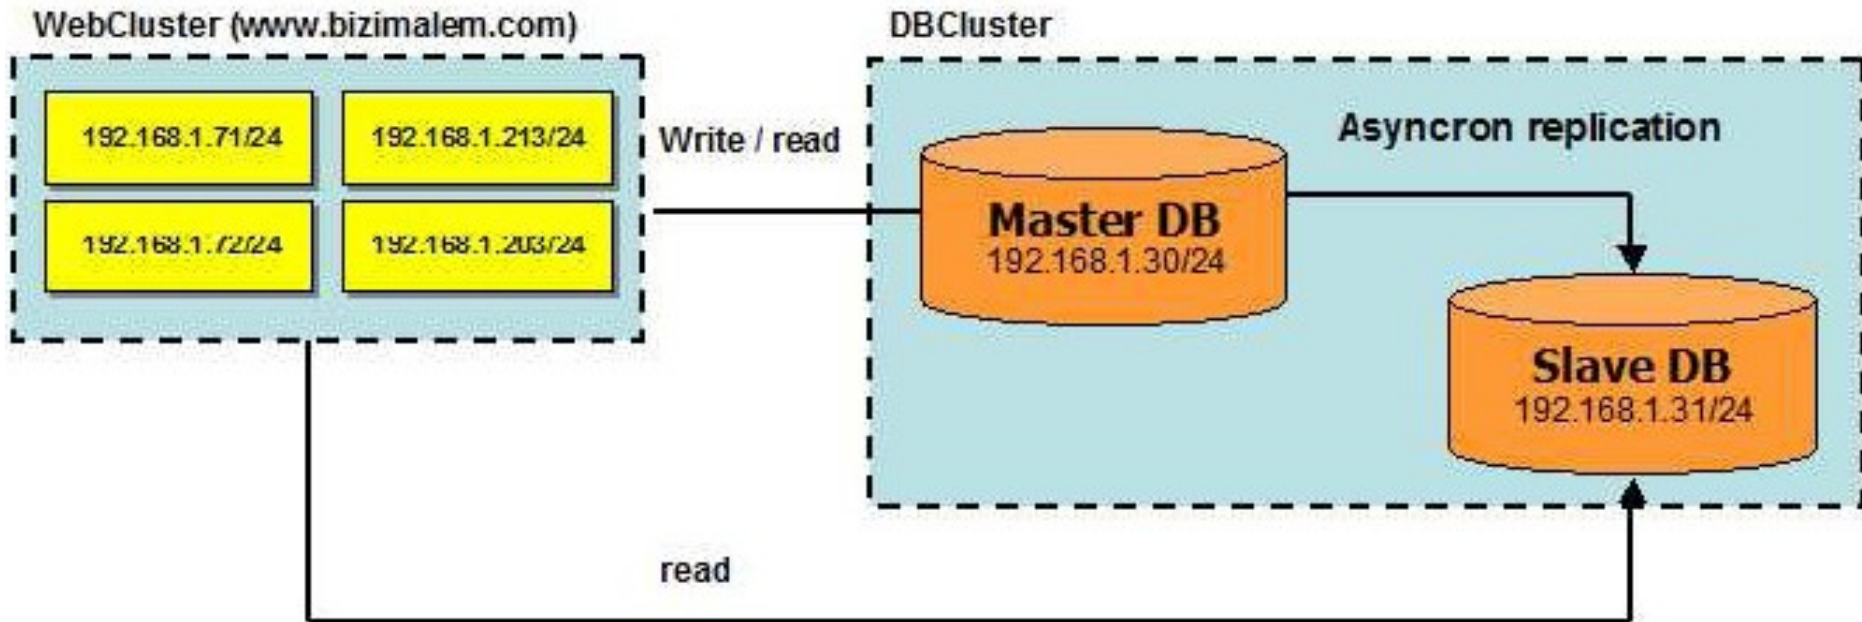 WebCluster (www.bizimalem.com)
DBCluster
192.168.1.71/24
192.168.1.213/24
192.168.1.72/24
192.168.1.203/24
Write / read
Asyncron replication
Master DB
192.168.1.30/24
Slave DB
192.168.1.31/24
read